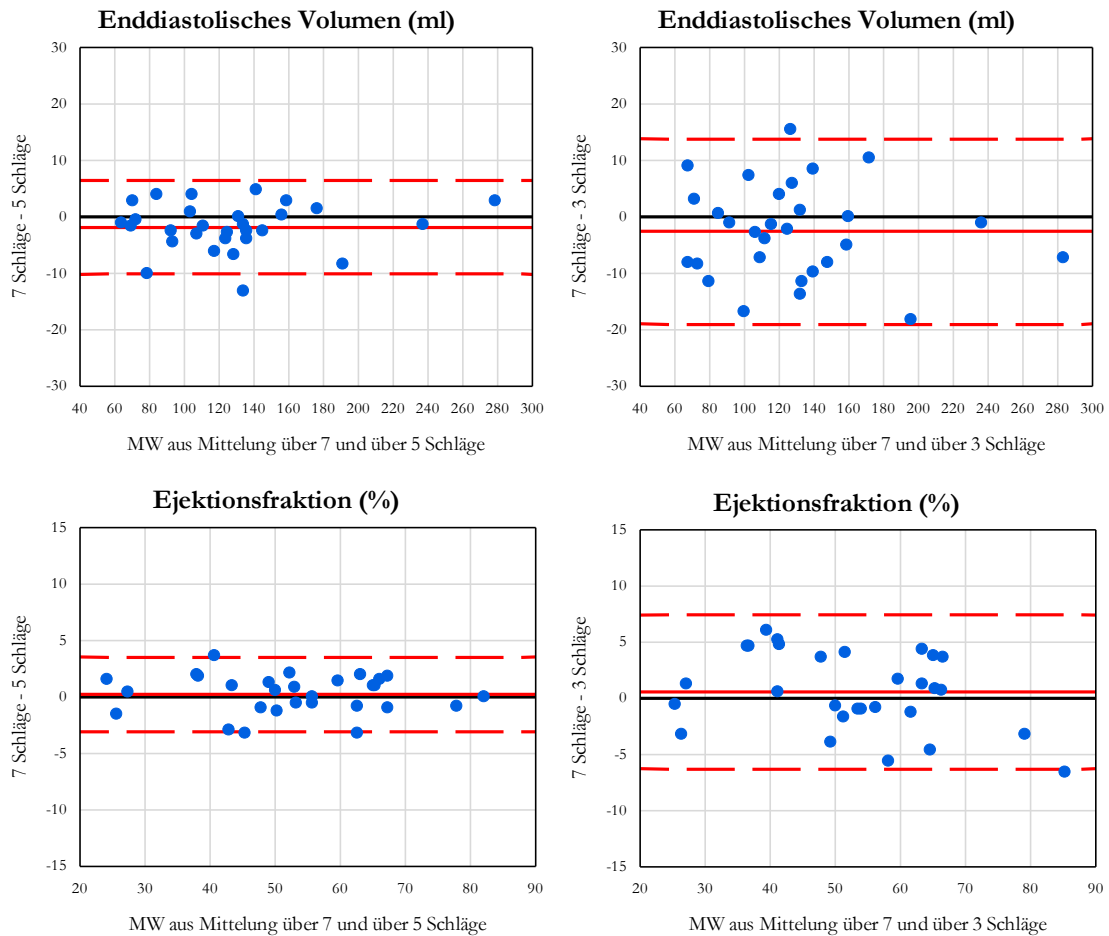 Enddiastolisches Volumen (ml)
30
20
10
0
-10
-20
-30
7 Schläge - 5 Schläge
40 60 80 100 120 140 160 180 200 220 240 260 280 300
MW aus Mittelung über 7 und über 5 Schläge
Enddiastolisches Volumen (ml)
30
20
10
0
-10
-20
-30
7 Schläge - 3 Schläge
40 60 80 100 120 140 160 180 200 220 240 260 280 300
MW aus Mittelung über 7 und über 3 Schläge
Ejektionsfraktion (%)
15
10
5
0
-5
-10
-15
7 Schläge - 5 Schläge
20 30 40 50 60 70 80 90
MW aus Mittelung über 7 und über 5 Schläge
Ejektionsfraktion (%)
15
10
5
0
-5
-10
-15
7 Schläge - 3 Schläge
20 30 40 50 60 70 80 90
MW aus Mittelung über 7 und über 3 Schläge